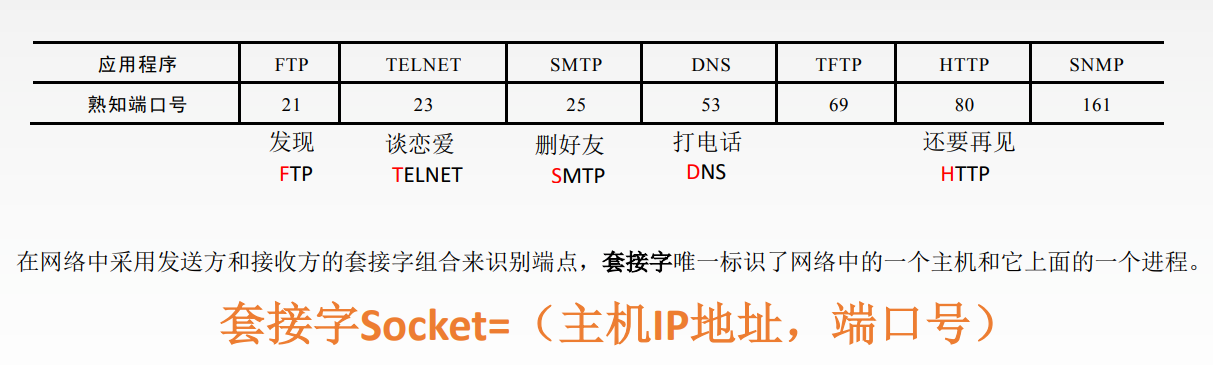 应用程序 FTP TELNET SMTP DNS TFTP HTTP SNMP
熟知端口号 21 23 25 53 69 80 161
发现 谈恋爱 删好友 打电话 还要再见
FTP TELNET SMTP DNS HTTP
在网络中采用发送方和接收方的套接字组合来识别端点，套接字唯一标识了网络中的一个主机和它上面的一个进程。
套接字Socket=（主机IP地址，端口号）